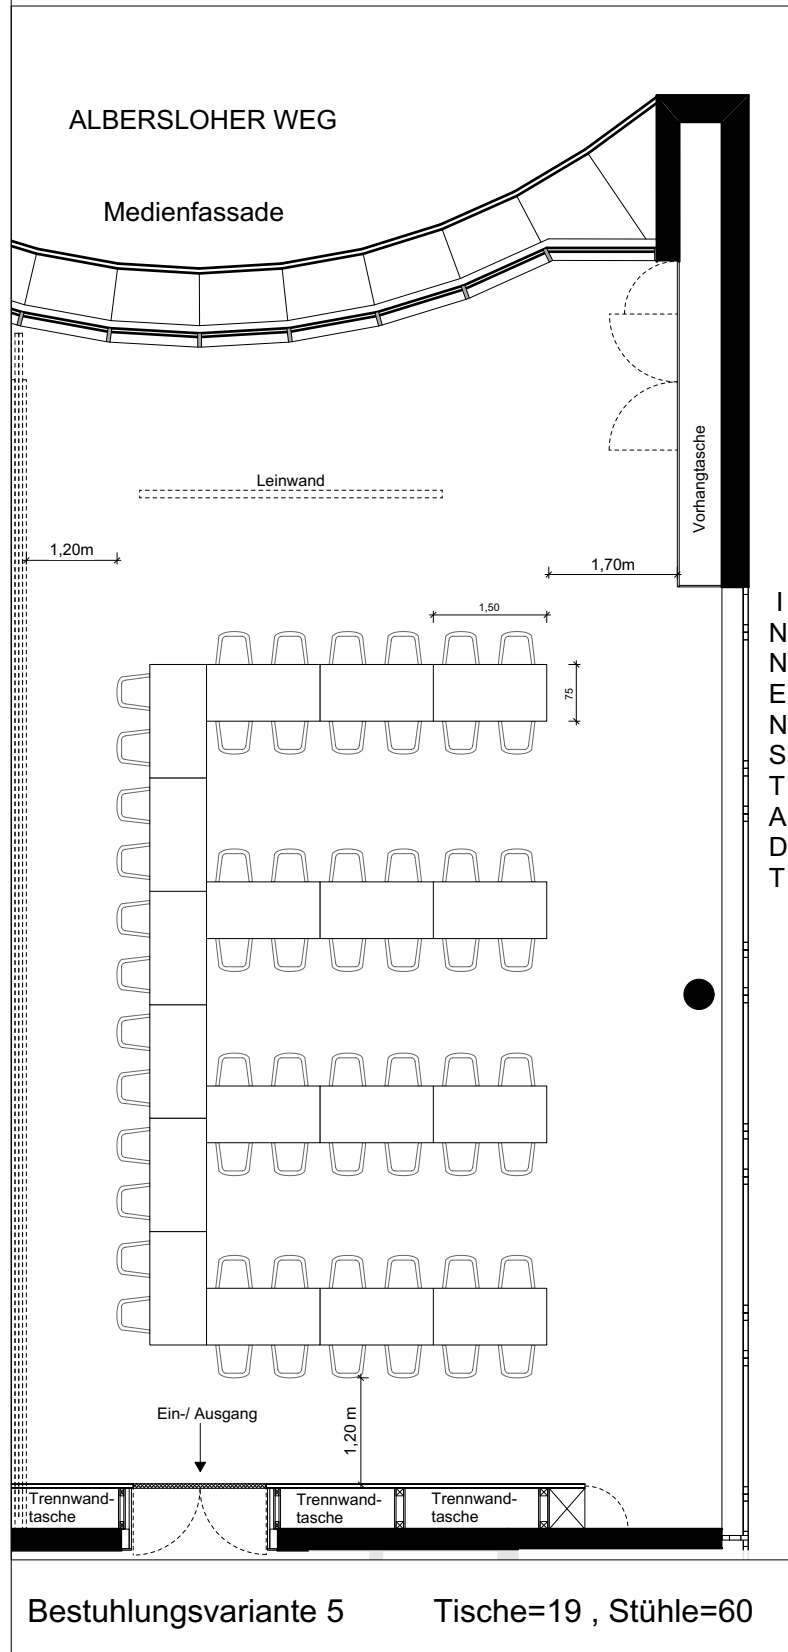 ALBERSLOHER WEG
Medienfassade
Vorhangtasche
Leinwand
1,20m
1,70m
1,50
75
INNENSTADT
Ein-/ Ausgang
1,20 m
Trennwand-
tasche
Trennwand-
tasche
Trennwand-
tasche
Bestuhlungsvariante 5
Tische=19 , Stühle=60